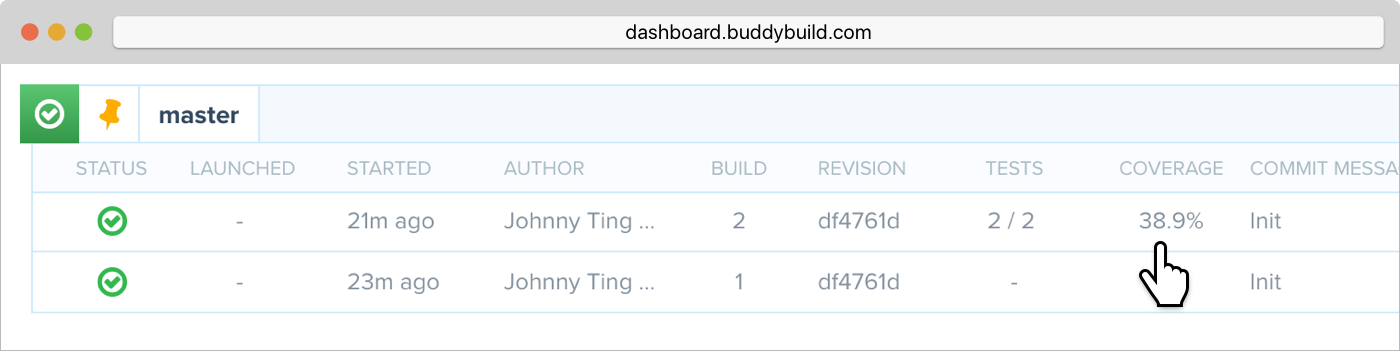 dashboard.buddybuild.com
master
STATUS LAUNCHED STARTED AUTHOR BUILD REVISION TESTS COVERAGE COMMIT MESSA
- 21m ago Johnny Ting ... 2 df4761d 2 / 2 38.9% Init
- 23m ago Johnny Ting ... 1 df4761d - Init